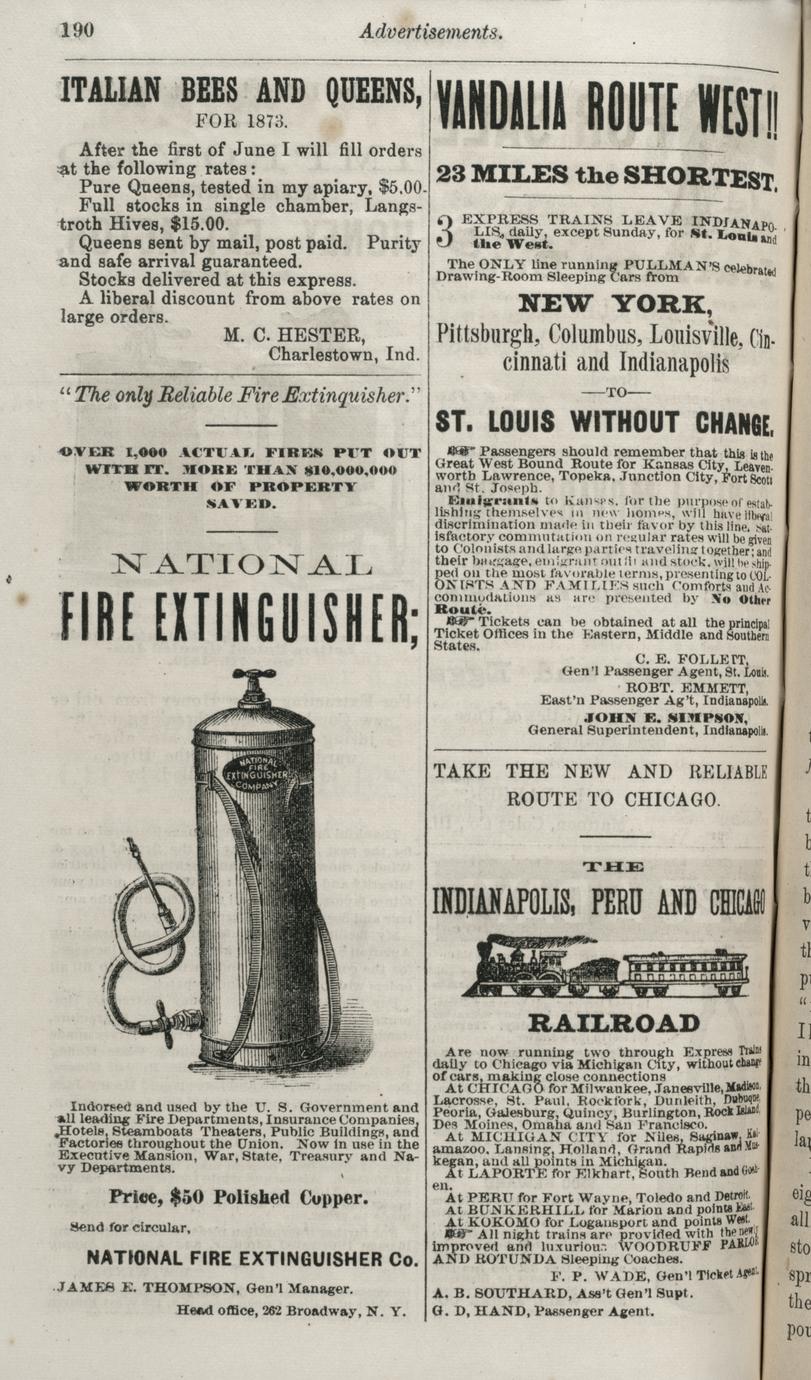 190
Advertisements.
ITALIAN BEES AND QUEENS,
FOR 1873.
After the first of June I will fill orders
at the following rates:
Pure Queens, tested in my apiary, $5.00.
Full stocks in single chamber, Langs-
troth Hives, $15.00.
Queens sent by mail, post paid. Purity
and safe arrival guaranteed.
Stocks delivered at this express.
A liberal discount from above rates on
large orders.
M. C. HESTER,
Charlestown, Ind.
"The only Reliable Fire Extinguisher."
OVER 1,000 ACTUAL FIRES PUT OUT
WITH IT. MORE THAN $10,000,000
WORTH OF PROPERTY
SAVED.
NATIONAL
FIRE EXTINGUISHER;
NATIONAL
FIRE
EXTINGUISHER
COMPANY
Indorsed and used by the U. S. Government and
all leading Fire Departments, Insurance Companies,
Hotels, Steamboats Theaters, Public Buildings, and
Factories throughout the Union. Now in use in the
Executive Mansion, War, State, Treasury and Na-
vy Departments.
Price, $50 Polished Copper.
Send for circular,
NATIONAL FIRE EXTINGUISHER Co.
JAMES E. THOMPSON, Gen'l Manager.
Head office, 262 Broadway, N. Y.
VANDALIA ROUTE WEST!!
23 MILES the SHORTEST.
3 EXPRESS TRAINS LEAVE INDIANAPO-
LIS, daily, except Sunday, for St. Louis and
the West.
The ONLY line running PULLMAN'S celebrated
Drawing-Room Sleeping Cars from
NEW YORK,
Pittsburgh, Columbus, Louisville, Cin-
cinnati and Indianapolis
—TO—
ST. LOUIS WITHOUT CHANGE.
☞ Passengers should remember that this is the
Great West Bound Route for Kansas City, Leaven-
worth Lawrence, Topeka, Junction City, Fort Scott
and St. Joseph.
Emigrants to Kansas, for the purpose of estab-
lishing themselves in new homes, will have liberal
discrimination made in their favor by this line. Sat-
isfactory commutation on regular rates will be given
to Colonists and large parties traveling together; and
their baggage, emigrant outfit and stock, will be ship-
ped on the most favorable terms, presenting to COL-
ONISTS AND FAMILIES such Comforts and Ac-
commodations as are presented by No Other
Route.
☞ Tickets can be obtained at all the principal
Ticket Offices in the Eastern, Middle and Southern
States.
C. E. FOLLETT,
Gen'l Passenger Agent, St. Louis.
ROBT. EMMETT,
East'n Passenger Ag't, Indianapolis.
JOHN E. SIMPSON,
General Superintendent, Indianapolis.
TAKE THE NEW AND RELIABLE
ROUTE TO CHICAGO.
THE
INDIANAPOLIS, PERU AND CHICAGO
RAILROAD
Are now running two through Express Trains
daily to Chicago via Michigan City, without change
of cars, making close connections
At CHICAGO for Milwankee, Janesville, Madison,
Lacrosse, St. Paul, Rockfork, Dunleith, Dubuque,
Peoria, Galesburg, Quincy, Burlington, Rock Island,
Des Moines, Omaha and San Francisco.
At MICHIGAN CITY for Niles, Saginaw, Kal-
amazoo, Lansing, Holland, Grand Rapids and Mus-
kegan, and all points in Michigan.
At LAPORTE for Elkhart, South Bend and Gosh-
en.
At PERU for Fort Wayne, Toledo and Detroit.
At BUNKERHILL for Marion and points East.
At KOKOMO for Logansport and points West.
☞ All night trains are provided with the new,
improved and luxurious WOODRUFF PARLOR
AND ROTUNDA Sleeping Coaches.
F. P. WADE, Gen'l Ticket Agent.
A. B. SOUTHARD, Ass't Gen'l Supt.
G. D, HAND, Passenger Agent.